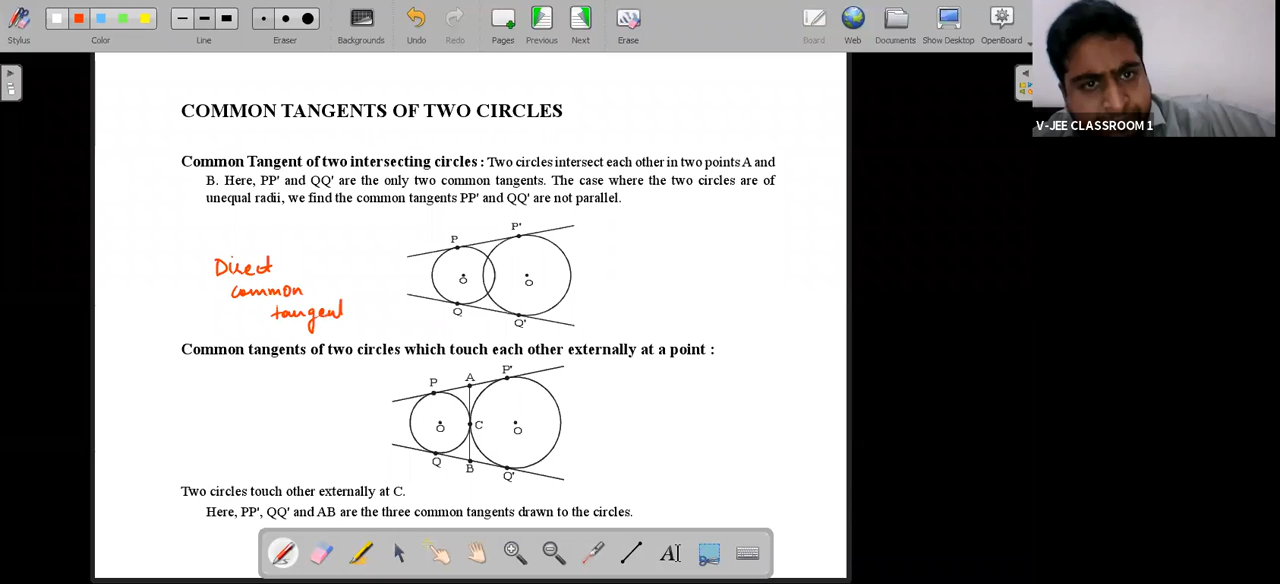 Stylus Color Line Eraser Backgrounds Undo Redo Pages Previous Next Erase Board Web Documents Show Desktop OpenBoard
V-JEE CLASSROOM 1
COMMON TANGENTS OF TWO CIRCLES
Common Tangent of two intersecting circles : Two circles intersect each other in two points A and
B. Here, PP' and QQ' are the only two common tangents. The case where the two circles are of
unequal radii, we find the common tangents PP' and QQ' are not parallel.
P P'
O O
Q Q'
Direct
common
tangent
Common tangents of two circles which touch each other externally at a point :
P A P'
O C O
Q B Q'
Two circles touch other externally at C.
Here, PP', QQ' and AB are the three common tangents drawn to the circles.
A